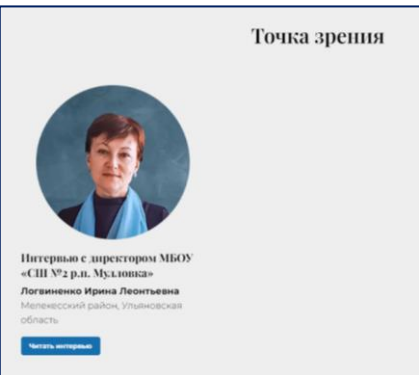 Точка зрения
Интервью с директором МБОУ
«СШ №2 р.п. Мулловка»
Логвиненко Ирина Леонтьевна
Мелекесский район, Ульяновская
область
Читать интервью